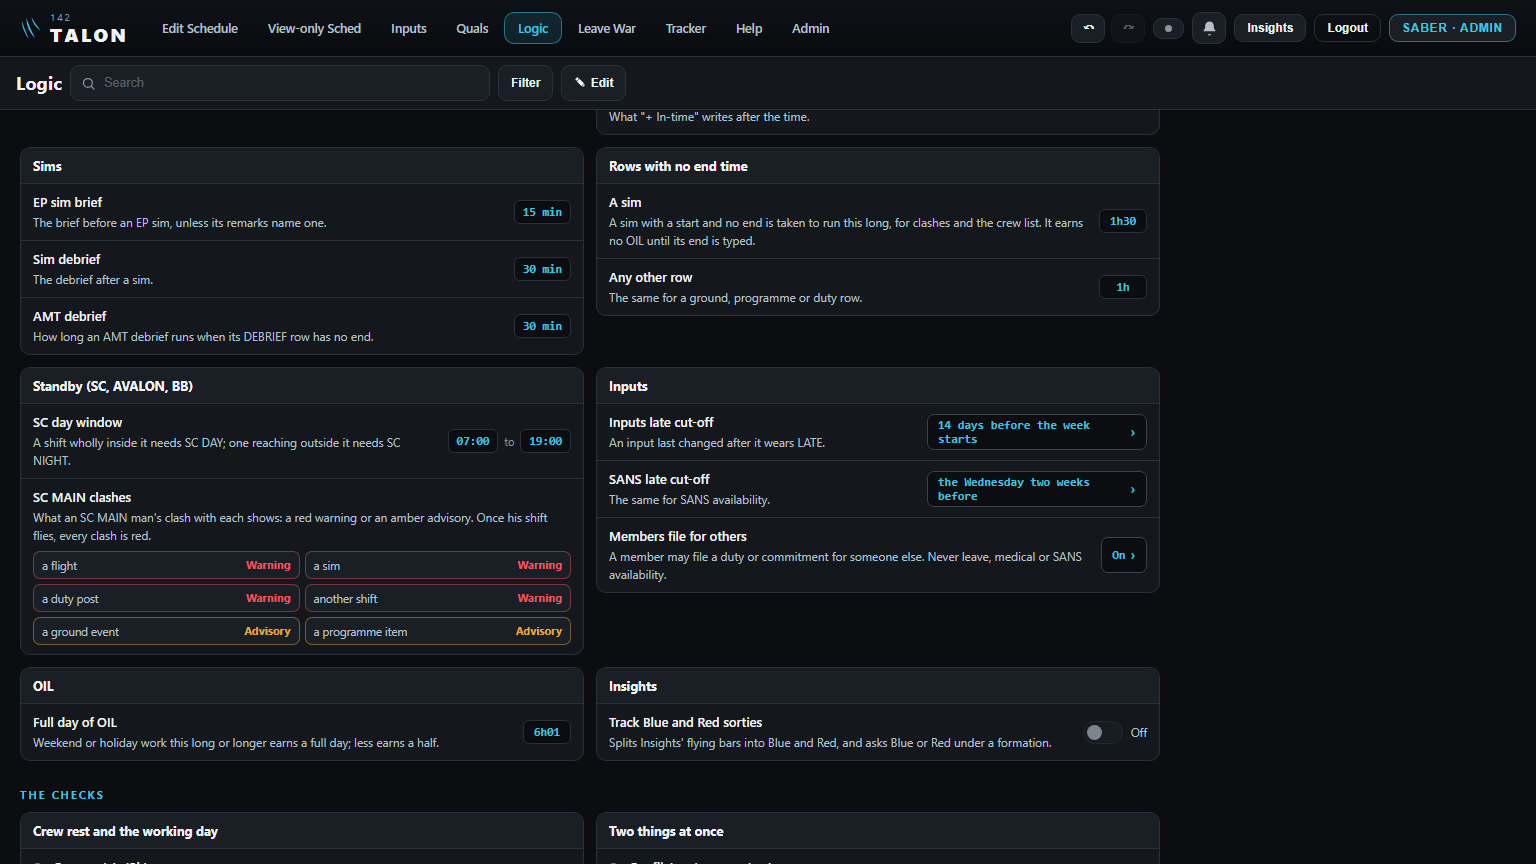 142
TALON
Edit Schedule
View-only Sched
Inputs
Quals
Logic
Leave War
Tracker
Help
Admin
Insights
Logout
SABER · ADMIN
Logic
Search
Filter
Edit
What "+ In-time" writes after the time.
Sims
EP sim brief
The brief before an EP sim, unless its remarks name one.
15 min
Sim debrief
The debrief after a sim.
30 min
AMT debrief
How long an AMT debrief runs when its DEBRIEF row has no end.
30 min
Rows with no end time
A sim
A sim with a start and no end is taken to run this long, for clashes and the crew list. It earns
no OIL until its end is typed.
1h30
Any other row
The same for a ground, programme or duty row.
1h
Standby (SC, AVALON, BB)
SC day window
A shift wholly inside it needs SC DAY; one reaching outside it needs SC
NIGHT.
07:00 to 19:00
SC MAIN clashes
What an SC MAIN man's clash with each shows: a red warning or an amber advisory. Once his shift
flies, every clash is red.
a flight Warning
a sim Warning
a duty post Warning
another shift Warning
a ground event Advisory
a programme item Advisory
Inputs
Inputs late cut-off
An input last changed after it wears LATE.
14 days before the week
starts
SANS late cut-off
The same for SANS availability.
the Wednesday two weeks
before
Members file for others
A member may file a duty or commitment for someone else. Never leave, medical or SANS
availability.
On
OIL
Full day of OIL
Weekend or holiday work this long or longer earns a full day; less earns a half.
6h01
Insights
Track Blue and Red sorties
Splits Insights' flying bars into Blue and Red, and asks Blue or Red under a formation.
Off
THE CHECKS
Crew rest and the working day
Two things at once